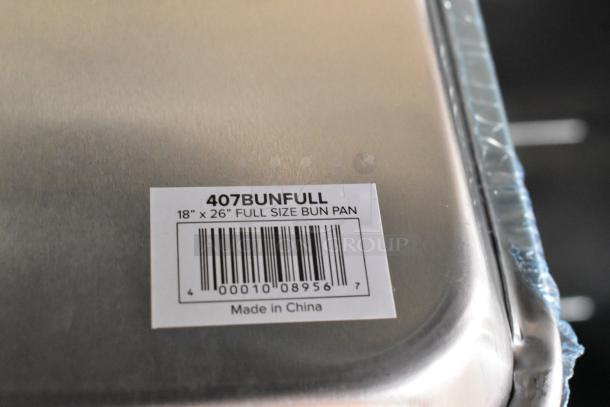 407BUNFULL
18" x 26" FULL SIZE BUN PAN
4 00010 08956 7
Made in China